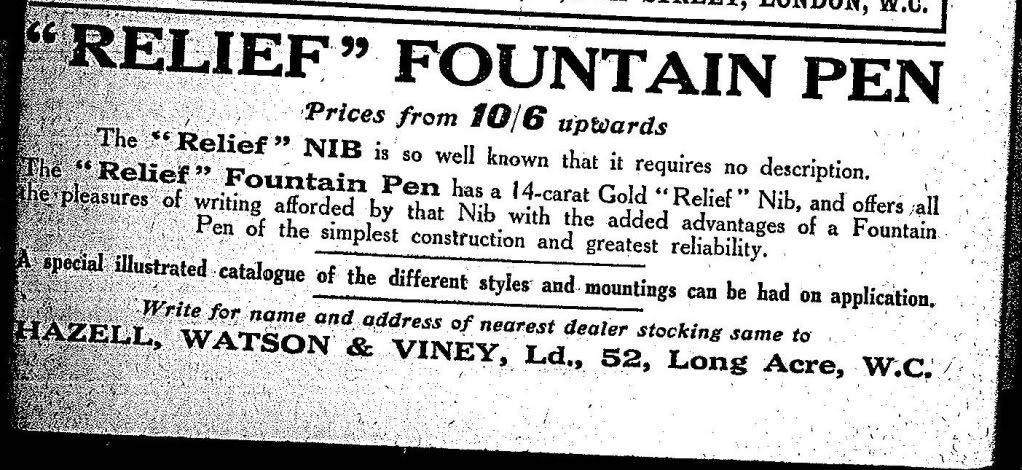 STREET, LONDON, W.C.
"RELIEF" FOUNTAIN PEN
Prices from 10/6 upwards
The "Relief" NIB is so well known that it requires no description.
The "Relief" Fountain Pen has a 14-carat Gold "Relief" Nib, and offers all
the pleasures of writing afforded by that Nib with the added advantages of a Fountain
Pen of the simplest construction and greatest reliability.
A special illustrated catalogue of the different styles and mountings can be had on application.
Write for name and address of nearest dealer stocking same to
HAZELL, WATSON & VINEY, Ld., 52, Long Acre, W.C.